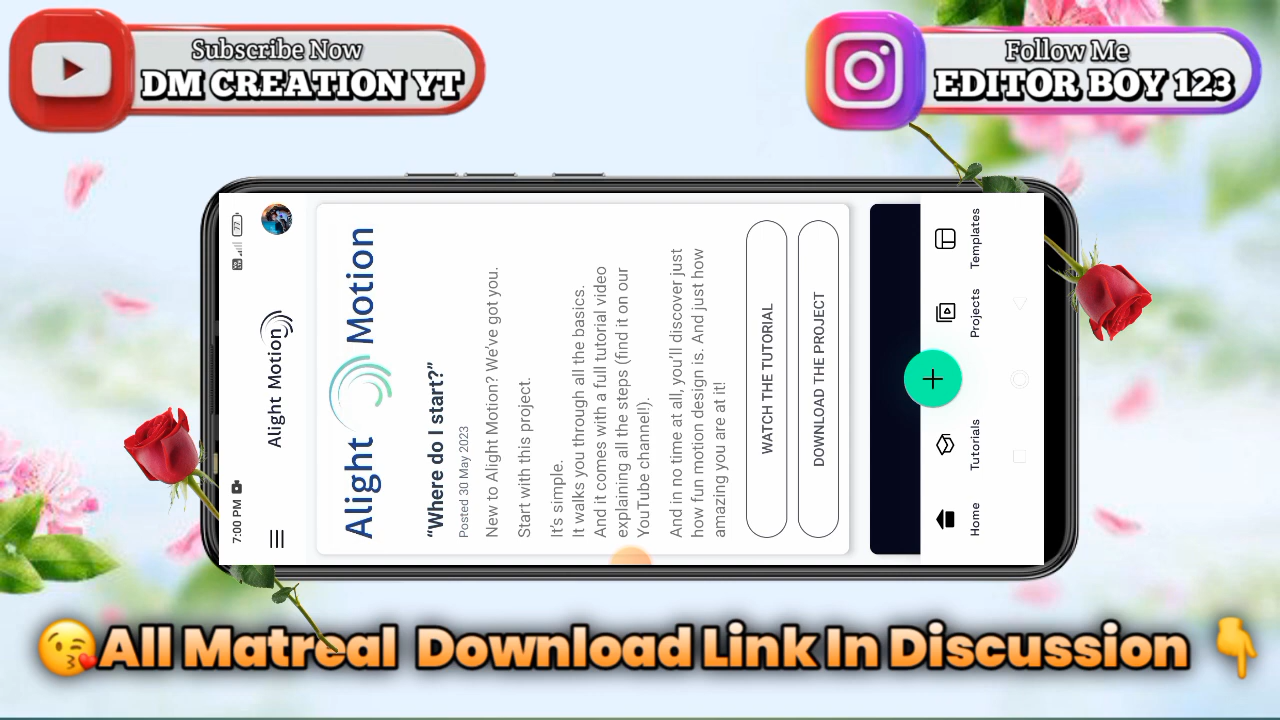 Subscribe Now
DM CREATION YT
Follow Me
EDITOR BOY 123
7:00 PM
77
Alight Motion
Alight Motion
“Where do I start?”
Posted 30 May 2023
New to Alight Motion? We've got you.
Start with this project.
It's simple.
It walks you through all the basics.
And it comes with a full tutorial video
explaining all the steps (find it on our
YouTube channel!).
And in no time at all, you'll discover just
how fun motion design is. And just how
amazing you are at it!
WATCH THE TUTORIAL
DOWNLOAD THE PROJECT
Home
Tutorials
Projects
Templates
😘All Matreal Download Link In Discussion 👇